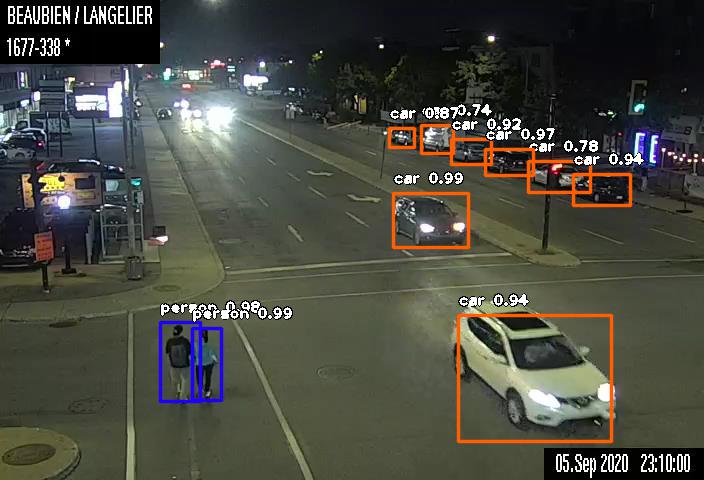 BEAUBIEN / LANGELIER
1677-338 *
car 0.87
0.74
car 0.92
car 0.97
car 0.78
car 0.94
car 0.99
car 0.94
person 0.98
person 0.99
05.Sep 2020 23:10:00